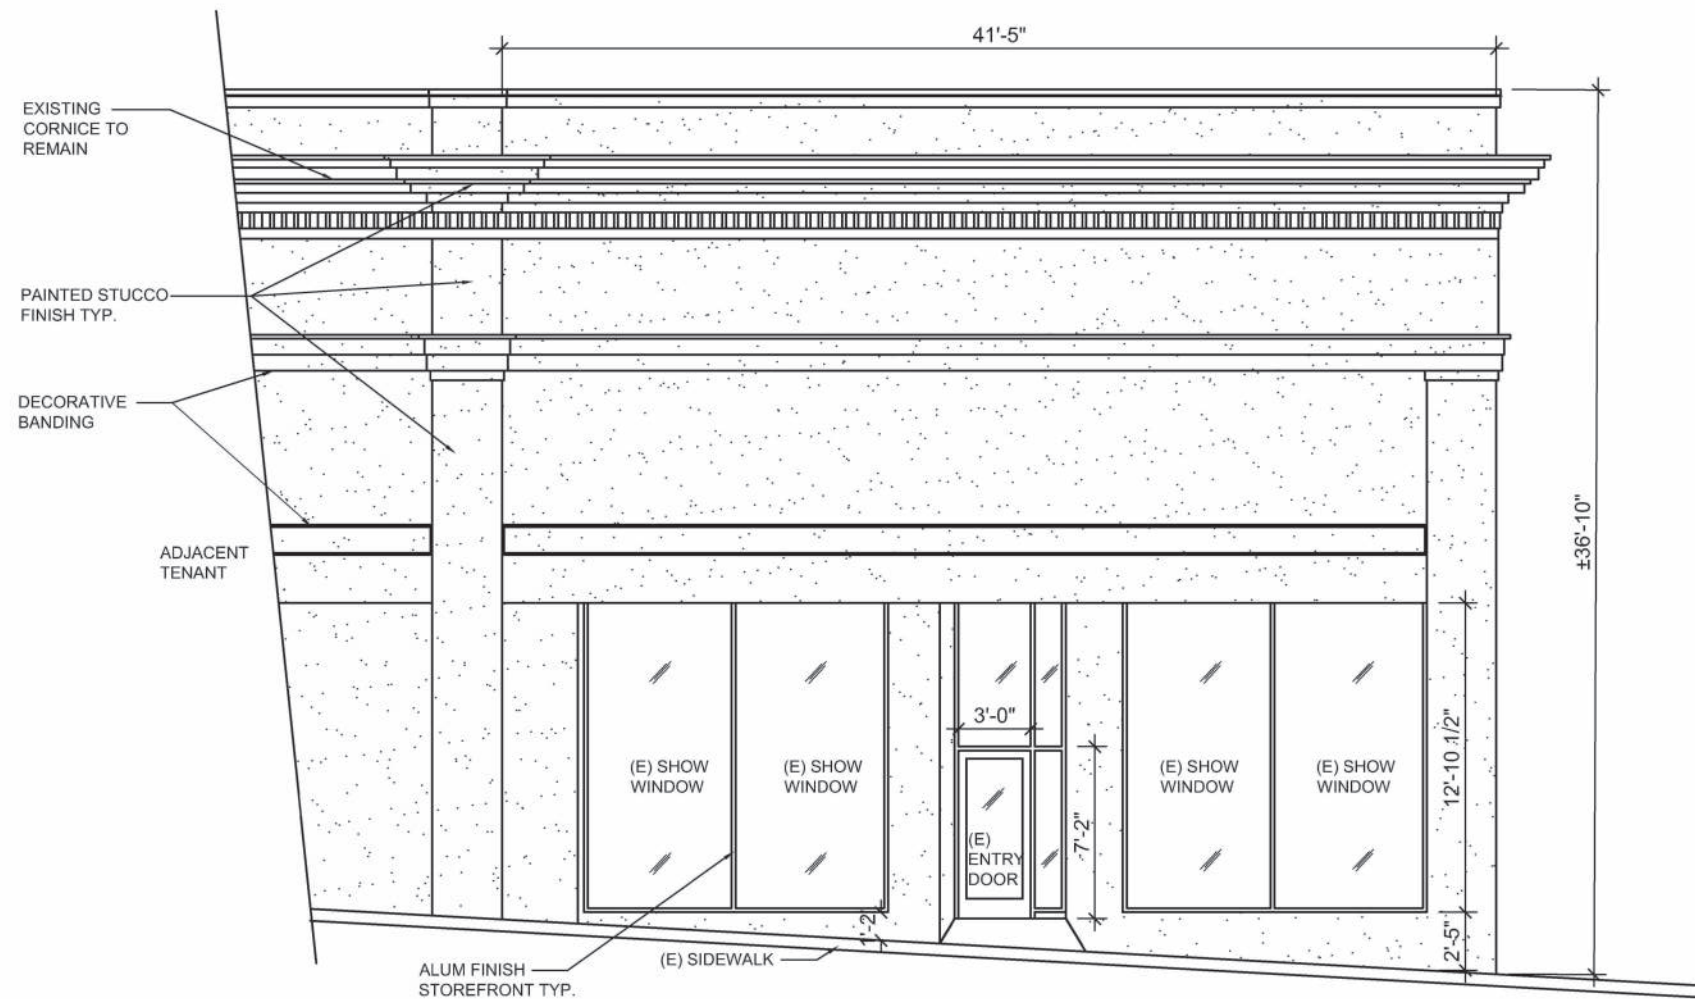 41'-5"
EXISTING
CORNICE TO
REMAIN
PAINTED STUCCO
FINISH TYP.
DECORATIVE
BANDING
±36'-10"
ADJACENT
TENANT
3'-0"
12'-10 1/2"
(E) SHOW
WINDOW
(E) SHOW
WINDOW
(E) SHOW
WINDOW
(E) SHOW
WINDOW
7'-2"
(E)
ENTRY
DOOR
1'-2"
2'-5"
(E) SIDEWALK
ALUM FINISH
STOREFRONT TYP.